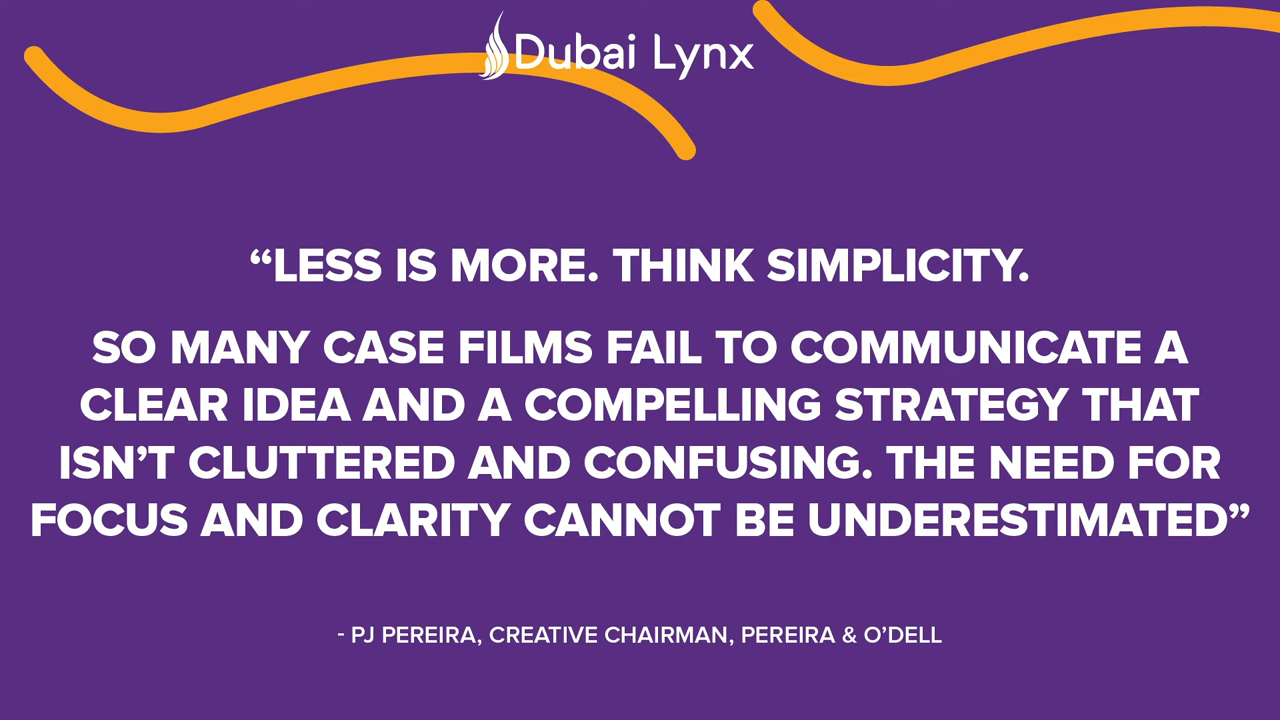 Dubai Lynx
“LESS IS MORE. THINK SIMPLICITY.
SO MANY CASE FILMS FAIL TO COMMUNICATE A
CLEAR IDEA AND A COMPELLING STRATEGY THAT
ISN’T CLUTTERED AND CONFUSING. THE NEED FOR
FOCUS AND CLARITY CANNOT BE UNDERESTIMATED”
- PJ PEREIRA, CREATIVE CHAIRMAN, PEREIRA & O’DELL